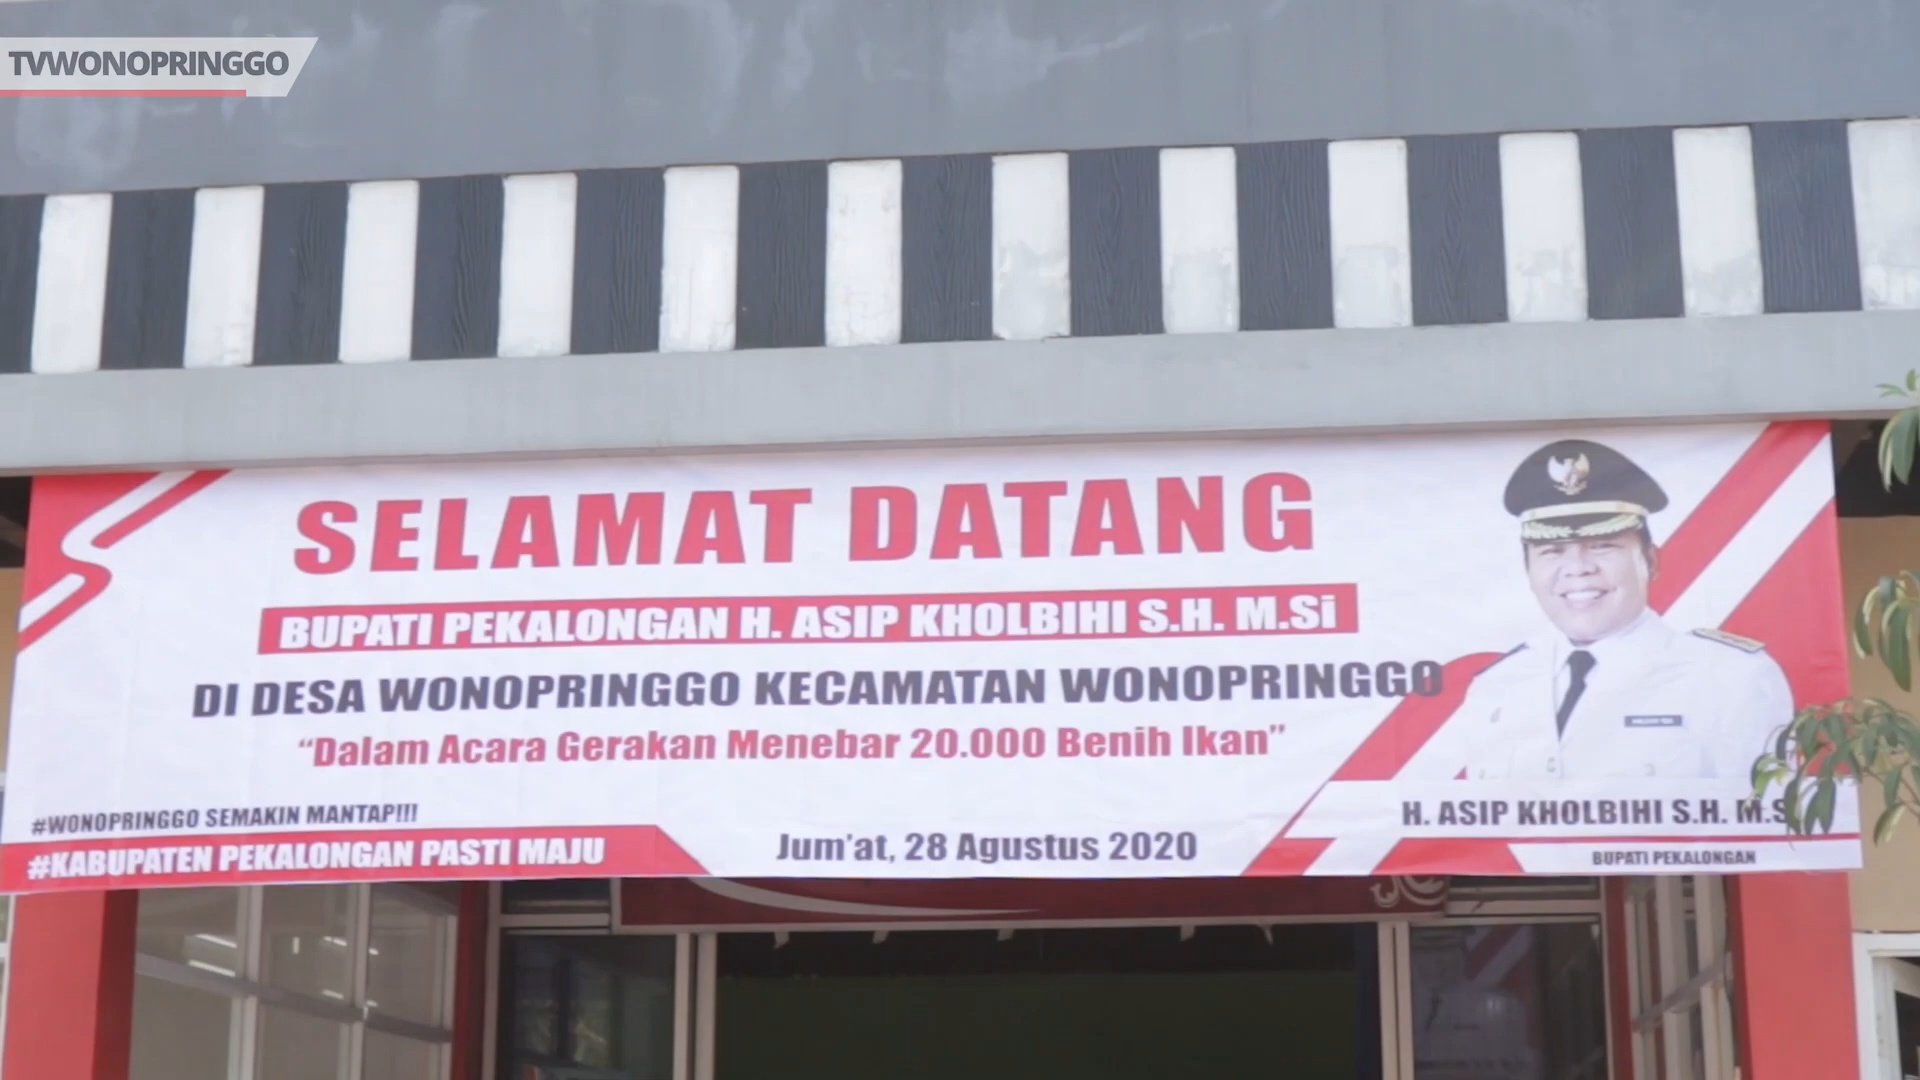 TVWONOPRINGGO
SELAMAT DATANG
BUPATI PEKALONGAN H. ASIP KHOLBIHI S.H. M.Si
DI DESA WONOPRINGGO KECAMATAN WONOPRINGGO
“Dalam Acara Gerakan Menebar 20.000 Benih Ikan”
#WONOPRINGGO SEMAKIN MANTAP!!!
#KABUPATEN PEKALONGAN PASTI MAJU
Jum'at, 28 Agustus 2020
H. ASIP KHOLBIHI S.H. M.S
BUPATI PEKALONGAN